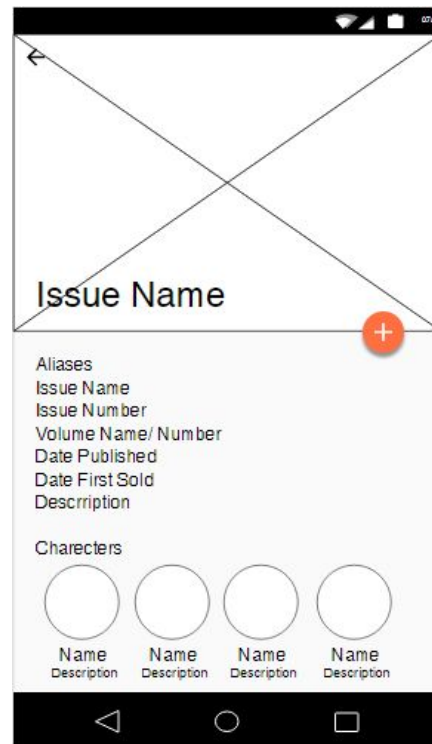 Issue Name
Aliases
Issue Name
Issue Number
Volume Name/ Number
Date Published
Date First Sold
Descrription
Charecters
Name Name Name Name
Description Description Description Description